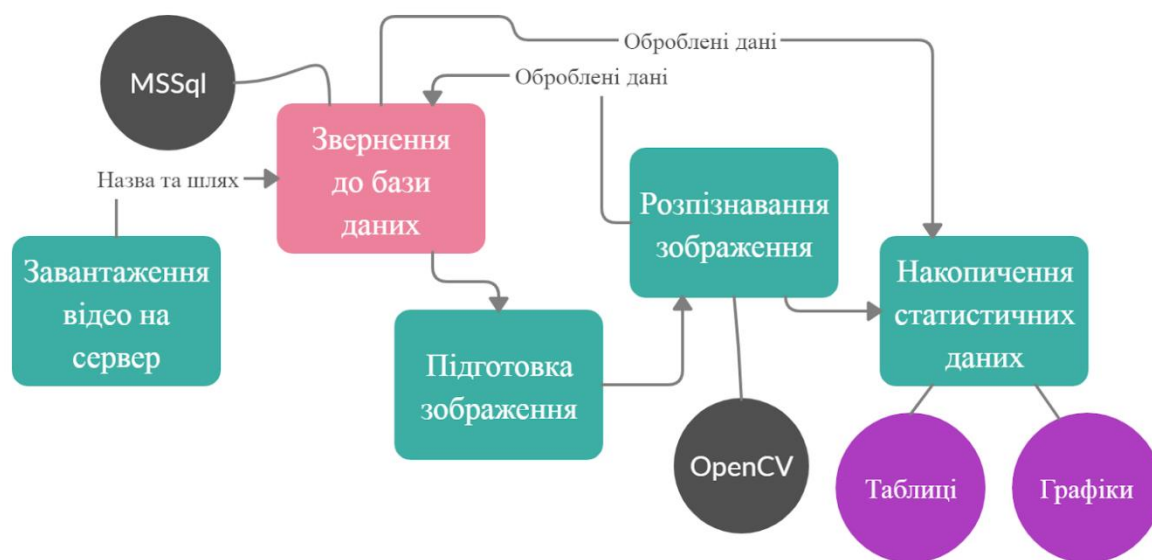 Оброблені дані
MSSql
Оброблені дані
Звернення
до бази
даних
Назва та шлях
Розпізнавання
зображення
Завантаження
відео на
сервер
Накопичення
статистичних
даних
Підготовка
зображення
OpenCV
Таблиці
Графіки